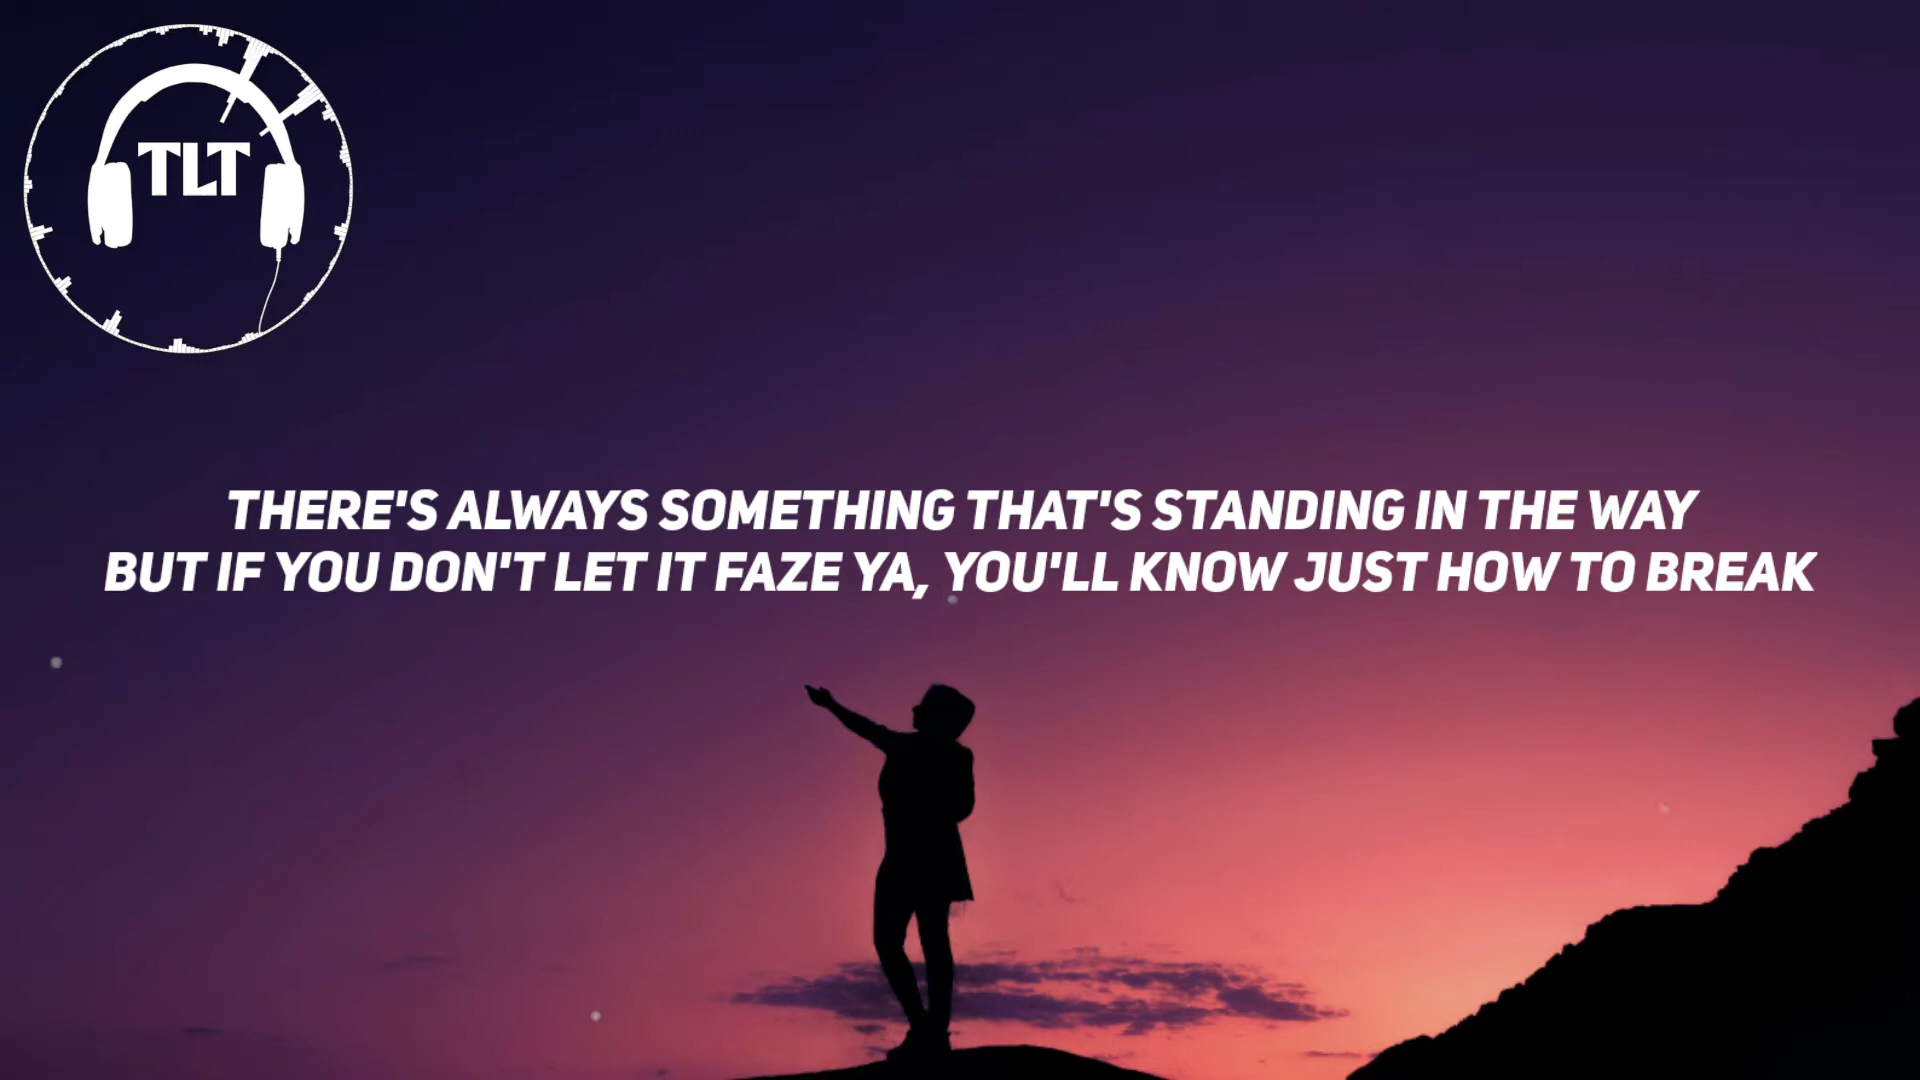 TLT
THERE'S ALWAYS SOMETHING THAT'S STANDING IN THE WAY
BUT IF YOU DON'T LET IT FAZE YA, YOU'LL KNOW JUST HOW TO BREAK